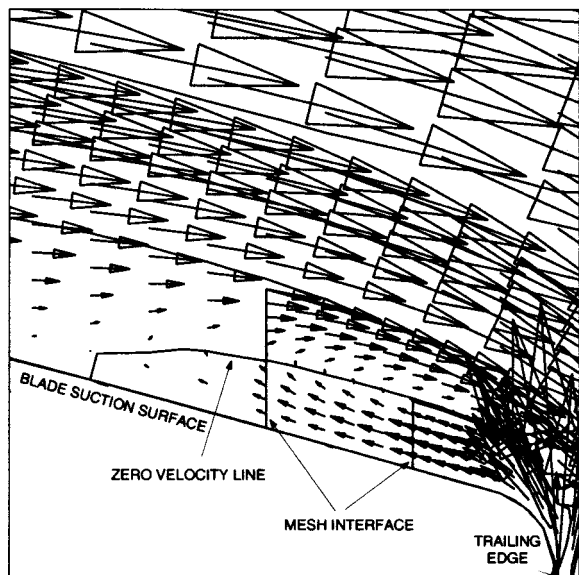 BLADE SUCTION SURFACE
ZERO VELOCITY LINE
MESH INTERFACE
TRAILING
EDGE